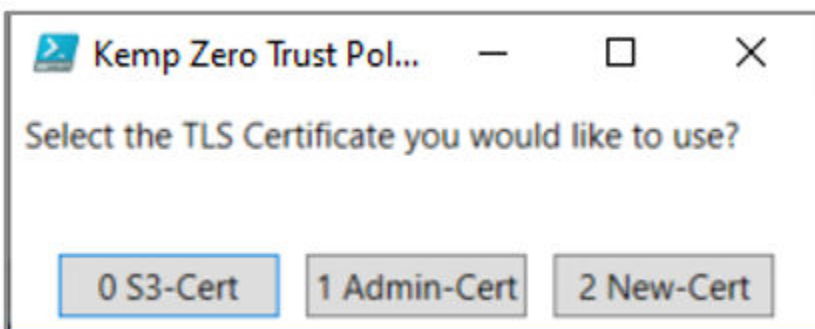 Kemp Zero Trust Pol...
Select the TLS Certificate you would like to use?
0 S3-Cert 1 Admin-Cert 2 New-Cert